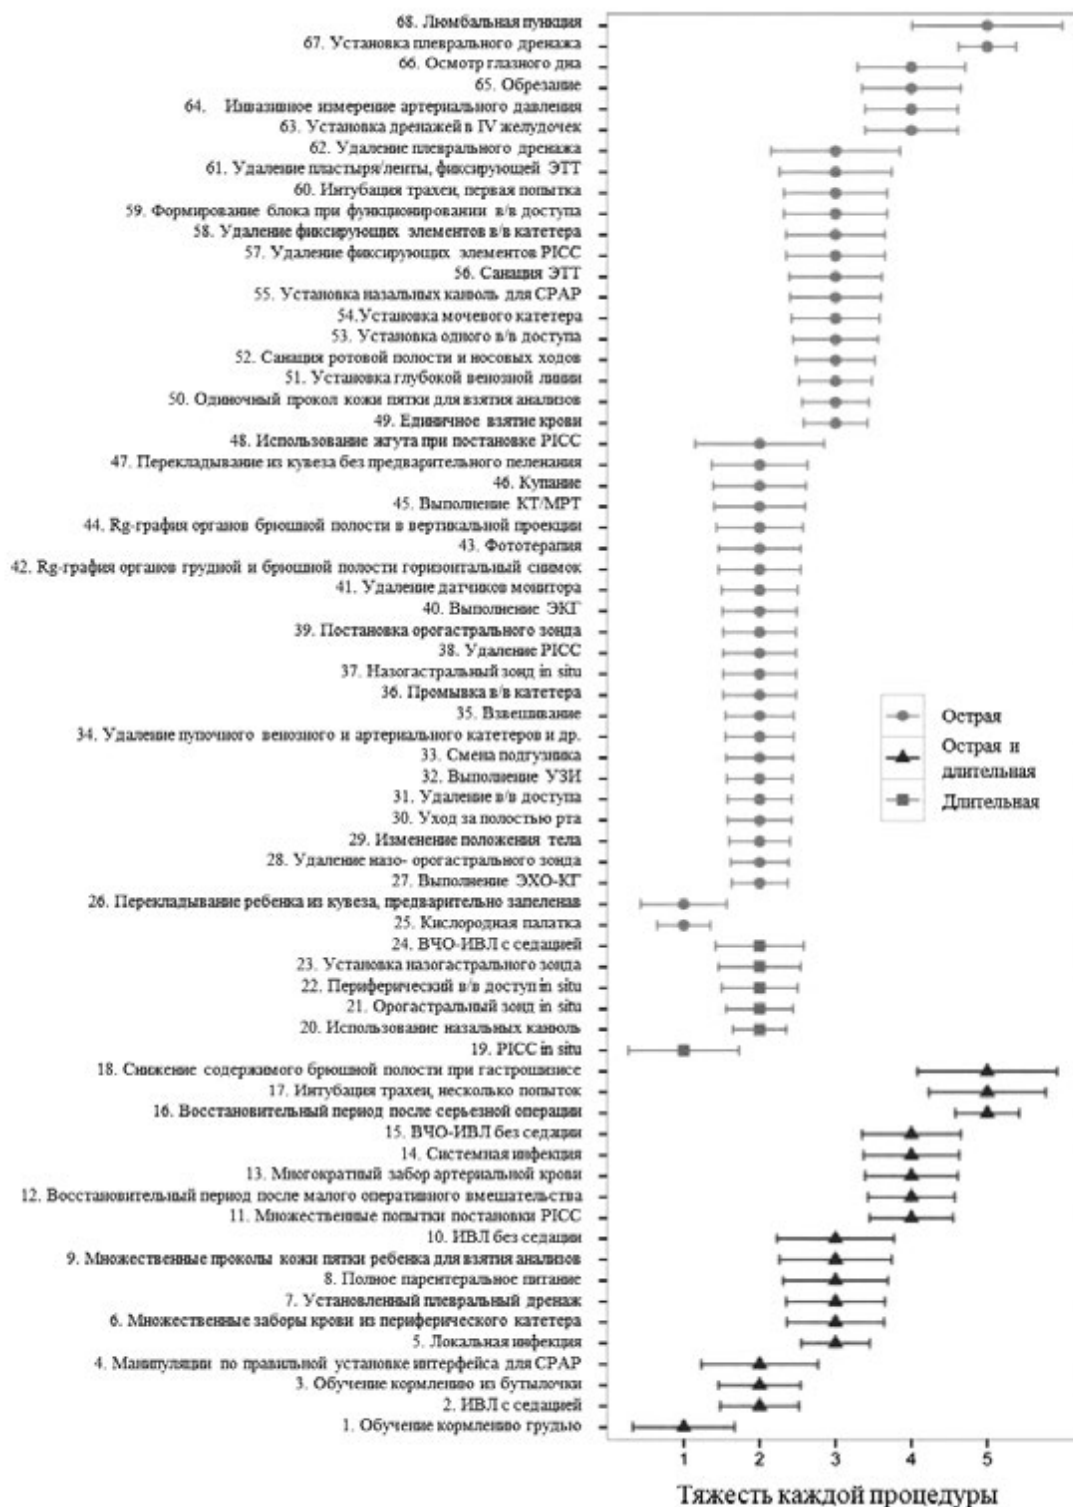 68. Люмбальная пункция
67. Установка плеврального дренажа
66. Осмотр глазного дна
65. Обрезание
64. Инвазивное измерение артериального давления
63. Установка дренажей в IV желудочек
62. Удаление плеврального дренажа
61. Удаление пластыря/ленты, фиксирующей ЭТТ
60. Интубация трахеи, первая попытка
59. Формирование блока при функционировании в/в доступа
58. Удаление фиксирующих элементов в/в катетера
57. Удаление фиксирующих элементов PICC
56. Санация ЭТТ
55. Установка назальных канюль для CPAP
54.Установка мочевого катетера
53. Установка одного в/в доступа
52. Санация ротовой полости и носовых ходов
51. Установка глубокой венозной линии
50. Одиночный прокол кожи пятки для взятия анализов
49. Единичное взятие крови
48. Использование жгута при постановке PICC
47. Перекладывание из кувеза без предварительного пеленания
46. Купание
45. Выполнение КТ/МРТ
44. Rg-графия органов брюшной полости в вертикальной проекции
43. Фототерапия
42. Rg-графия органов грудной и брюшной полости горизонтальный снимок
41. Удаление датчиков монитора
40. Выполнение ЭКГ
39. Постановка орогастрального зонда
38. Удаление PICC
37. Назогастральный зонд in situ
36. Промывка в/в катетера
35. Взвешивание
34. Удаление пупочного венозного и артериального катетеров и др.
33. Смена подгузника
32. Выполнение УЗИ
31. Удаление в/в доступа
30. Уход за полостью рта
29. Изменение положения тела
28. Удаление назо- орогастрального зонда
27. Выполнение ЭХО-КГ
26. Перекладывание ребенка из кувеза, предварительно запеленав
25. Кислородная палатка
24. ВЧО-ИВЛ с седацией
23. Установка назогастрального зонда
22. Периферический в/в доступ in situ
21. Орогастральный зонд in situ
20. Использование назальных канюль
19. PICC in situ
18. Снижение содержимого брюшной полости при гастрошизисе
17. Интубация трахеи, несколько попыток
16. Восстановительный период после серьезной операции
15. ВЧО-ИВЛ без седации
14. Системная инфекция
13. Многократный забор артериальной крови
12. Восстановительный период после малого оперативного вмешательства
11. Множественные попытки постановки PICC
10. ИВЛ без седации
9. Множественные проколы кожи пятки ребенка для взятия анализов
8. Полное парентеральное питание
7. Установленный плевральный дренаж
6. Множественные заборы крови из периферического катетера
5. Локальная инфекция
4. Манипуляции по правильной установке интерфейса для CPAP
3. Обучение кормлению из бутылочки
2. ИВЛ с седацией
1. Обучение кормлению грудью
Острая
Острая и
длительная
Длительная
1 2 3 4 5
Тяжесть каждой процедуры